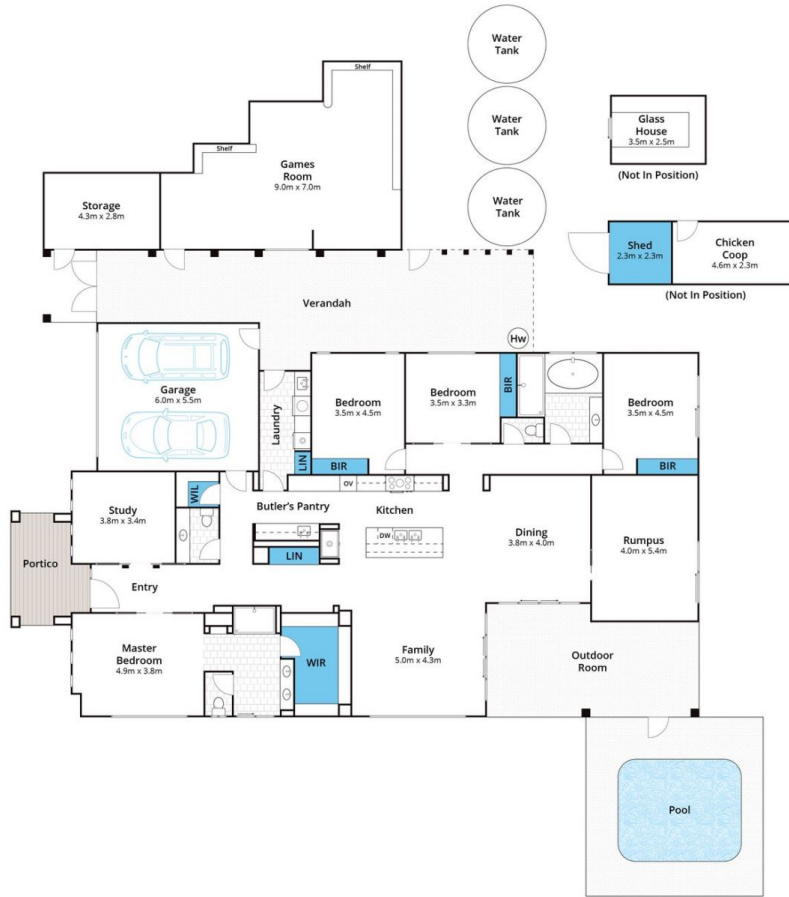 Water
Tank
Shelf
Water
Tank
Glass
House
3.5m x 2.5m
(Not In Position)
Shelf
Games
Room
9.0m x 7.0m
Storage
4.3m x 2.8m
Water
Tank
Shed
2.3m x 2.3m
Chicken
Coop
4.6m x 2.3m
(Not In Position)
Verandah
Hw
Garage
6.0m x 5.5m
Laundry
LIN
Bedroom
3.5m x 4.5m
BIR
Bedroom
3.5m x 3.3m
BIR
Bedroom
3.5m x 4.5m
BIR
WIL
Study
3.8m x 3.4m
Butler's Pantry
OV
Kitchen
DW
LIN
Dining
3.8m x 4.0m
Rumpus
4.0m x 5.4m
Portico
Entry
Master
Bedroom
4.9m x 3.8m
WIR
Family
5.0m x 4.3m
Outdoor
Room
Pool